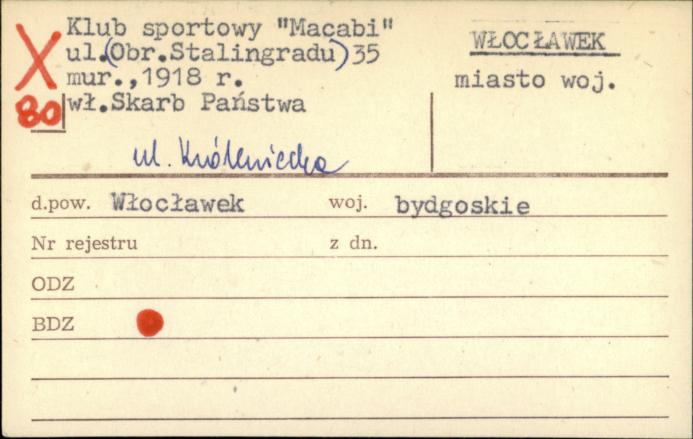 X
80
Klub sportowy "Macabi"
ul.(Obr.Stalingradu)35
mur.,1918 r.
wł.Skarb Państwa
ul. Królewiecka
WŁOCŁAWEK
miasto woj.
d.pow. Włocławek woj. bydgoskie
Nr rejestru z dn.
ODZ
BDZ